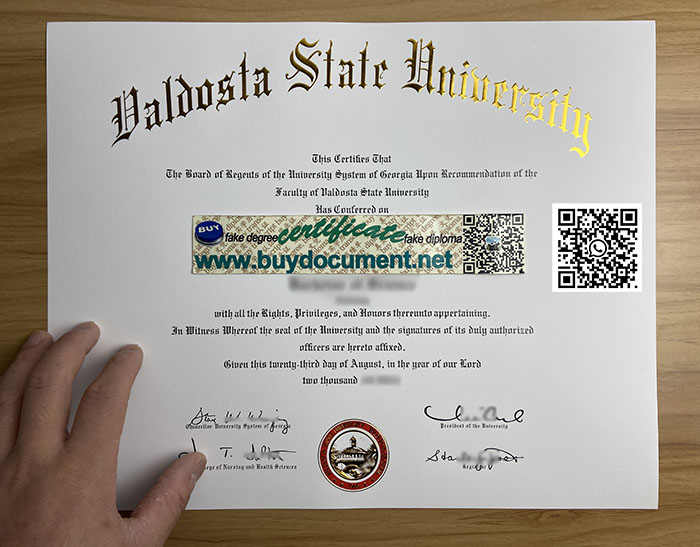 Valdosta State University
This Certifies That
The Board of Regents of the University System of Georgia Upon Recommendation of the
Faculty of Valdosta State University
Has Conferred on
BUY fake degree certificate fake diploma
www.buydocument.net
Bachelor of Science
with all the Rights, Privileges, and Honors thereunto appertaining.
In Witness Whereof the seal of the University and the signatures of its duly authorized
officers are hereto affixed.
Given this twenty-third day of August, in the year of our Lord
two thousand
Chancellor University System of Georgia
President of the University
T.
ge of Nursing and Health Sciences